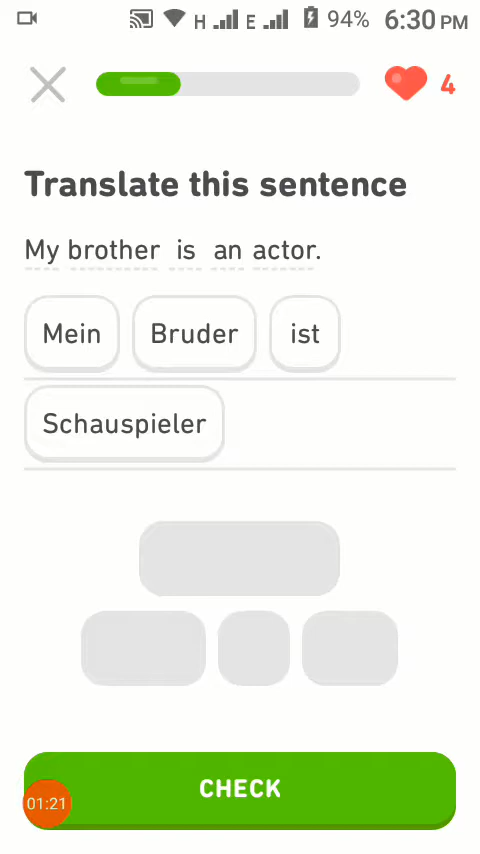 H E 94% 6:30 PM
4
Translate this sentence
My brother is an actor.
Mein Bruder ist
Schauspieler
CHECK
01:21